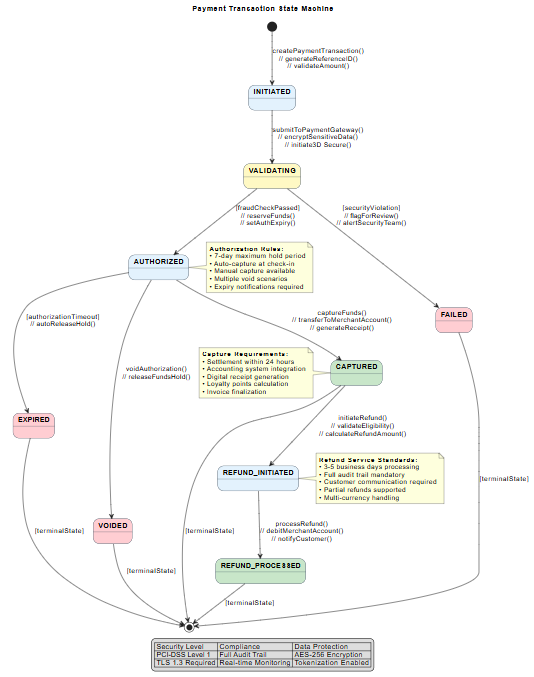 Payment Transaction State Machine
createPaymentTransaction()
// generateReferenceID()
// validateAmount()
INITIATED
submitToPaymentGateway()
// encryptSensitiveData()
// initiate3D Secure()
VALIDATING
[fraudCheckPassed]
// reserveFunds()
// setAuthExpiry()
[securityViolation]
// flagForReview()
// alertSecurityTeam()
AUTHORIZED
Authorization Rules:
• 7-day maximum hold period
• Auto-capture at check-in
• Manual capture available
• Multiple void scenarios
• Expiry notifications required
[authorizationTimeout]
// autoReleaseHold()
captureFunds()
// transferToMerchantAccount()
// generateReceipt()
FAILED
voidAuthorization()
// releaseFundsHold()
Capture Requirements:
• Settlement within 24 hours
• Accounting system integration
• Digital receipt generation
• Loyalty points calculation
• Invoice finalization
CAPTURED
EXPIRED
initiateRefund()
// validateEligibility()
// calculateRefundAmount()
REFUND_INITIATED
Refund Service Standards:
• 3-5 business days processing
• Full audit trail mandatory
• Customer communication required
• Partial refunds supported
• Multi-currency handling
[terminalState]
VOIDED
[terminalState]
[terminalState]
processRefund()
// debitMerchantAccount()
// notifyCustomer()
REFUND_PROCESSED
[terminalState]
[terminalState]
Security Level Compliance Data Protection
PCI-DSS Level 1 Full Audit Trail AES-256 Encryption
TLS 1.3 Required Real-time Monitoring Tokenization Enabled